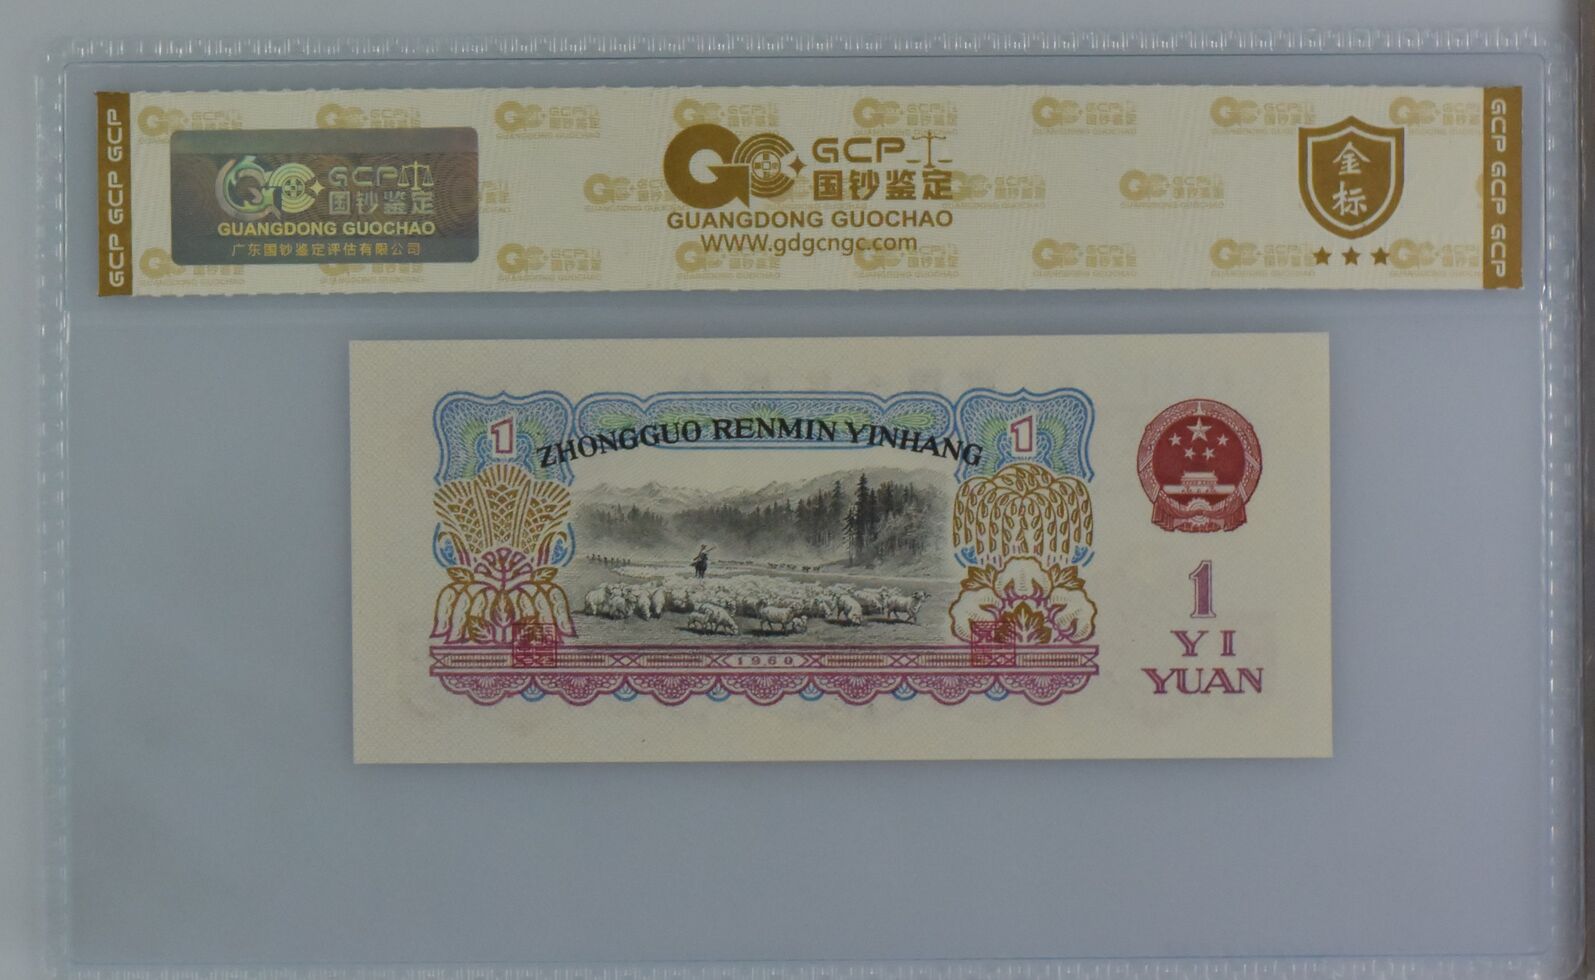 GCP GCP GCP
GCP
国钞鉴定
GUANGDONG GUOCHAO
广东国钞鉴定评估有限公司
GCP
国钞鉴定
GUANGDONG GUOCHAO
WWW.gdgcngc.com
金
标
GCP GCP GCP
1
ZHONGGUO RENMIN YINHANG
1
1960
1
YI
YUAN